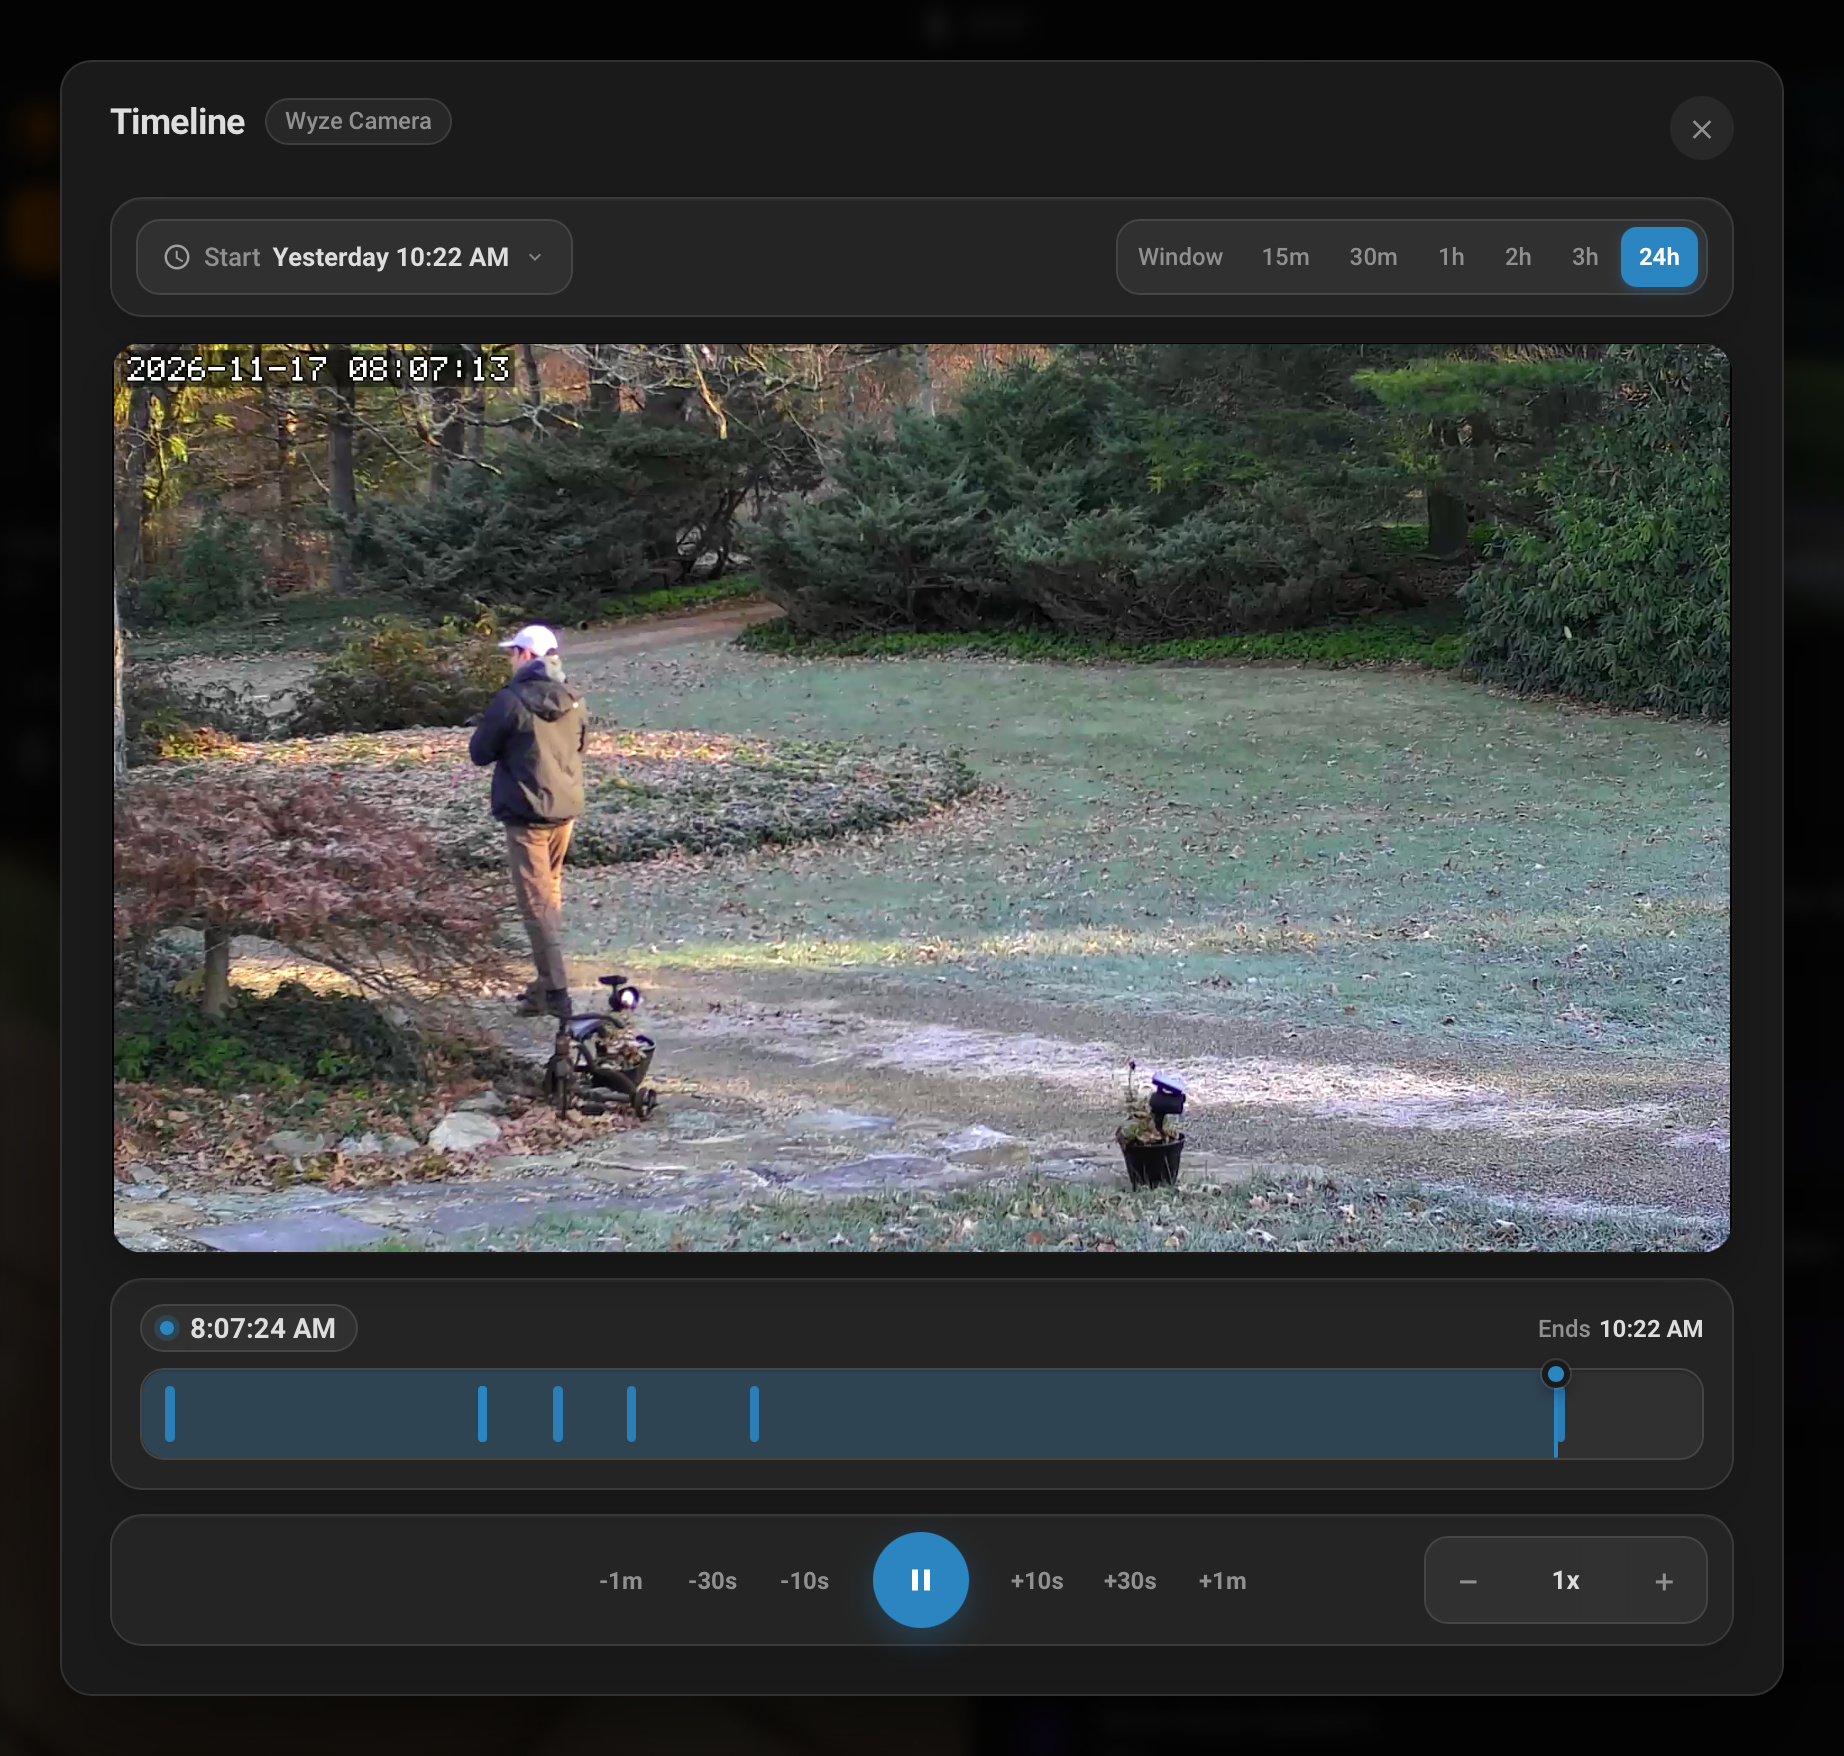 Timeline
Wyze Camera
Start Yesterday 10:22 AM
Window 15m 30m 1h 2h 3h 24h
2026-11-17 08:07:13
8:07:24 AM
Ends 10:22 AM
-1m -30s -10s +10s +30s +1m
− 1x +